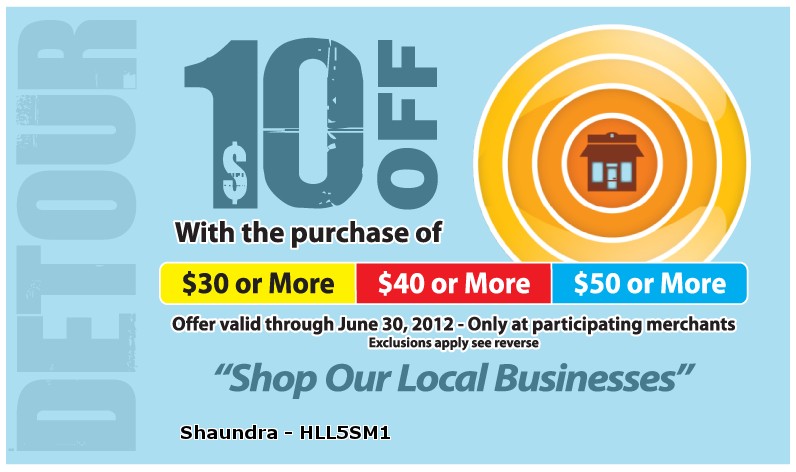 DETOUR
$10 OFF
With the purchase of
$30 or More $40 or More $50 or More
Offer valid through June 30, 2012 - Only at participating merchants
Exclusions apply see reverse
“Shop Our Local Businesses”
Shaundra - HLL5SM1